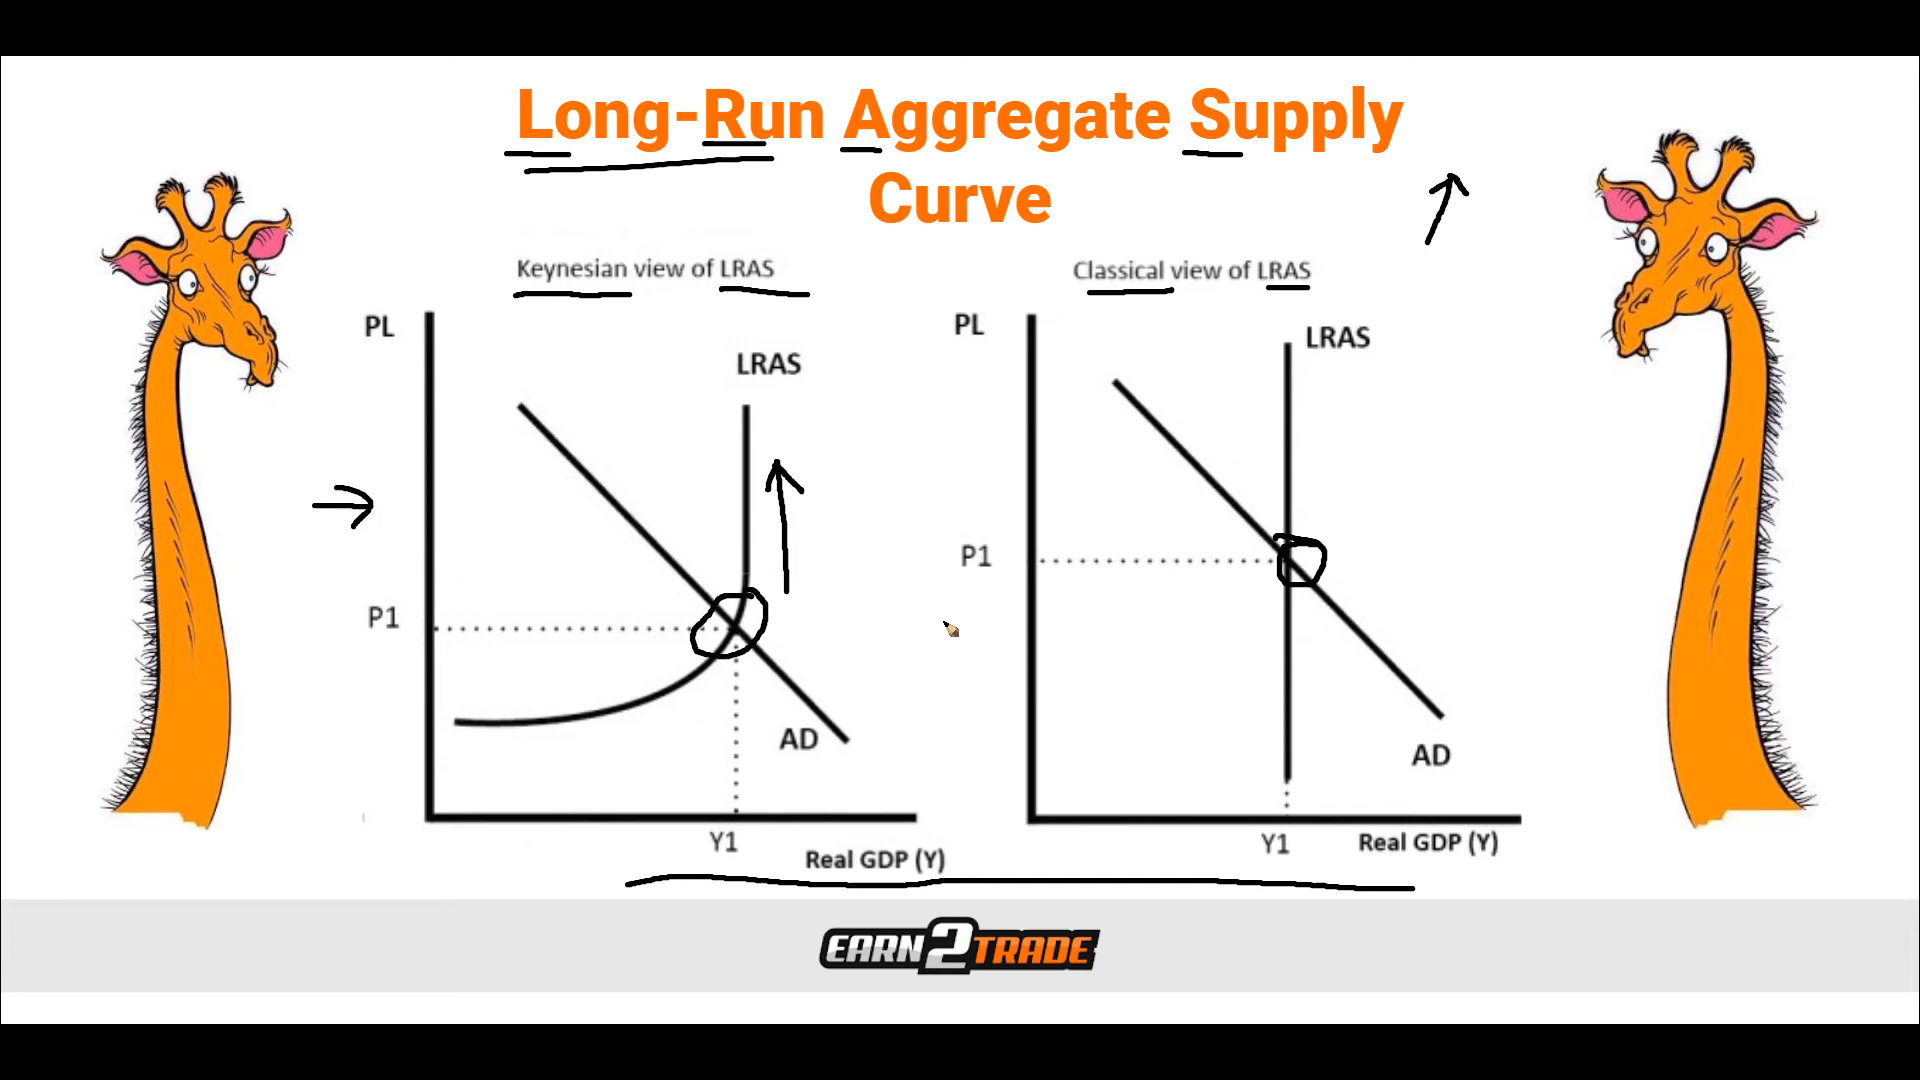 Long-Run Aggregate Supply
Curve
Keynesian view of LRAS
PL
LRAS
P1
AD
Y1
Real GDP (Y)
Classical view of LRAS
PL
LRAS
P1
AD
Y1
Real GDP (Y)
EARN2TRADE